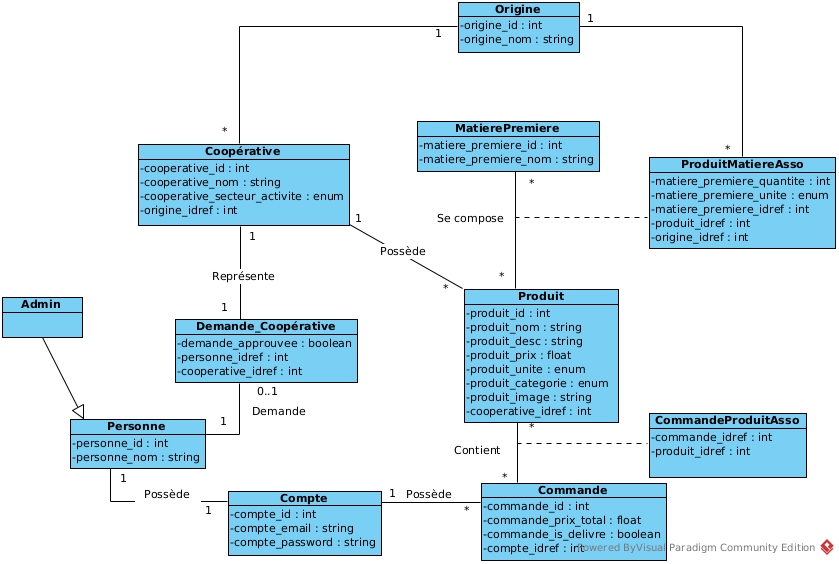 Origine
-origine_id : int
-origine_nom : string
1
1
*
*
MatierePremiere
-matiere_premiere_id : int
-matiere_premiere_nom : string
*
Coopérative
-cooperative_id : int
-cooperative_nom : string
-cooperative_secteur_activite : enum
-origine_idref : int
ProduitMatiereAsso
-matiere_premiere_quantite : int
-matiere_premiere_unite : enum
-matiere_premiere_idref : int
-produit_idref : int
-origine_idref : int
Se compose
*
1
1
Possède
*
Représente
1
Admin
Demande_Coopérative
-demande_approuvee : boolean
-personne_idref : int
-cooperative_idref : int
0..1
Demande
1
Produit
-produit_id : int
-produit_nom : string
-produit_desc : string
-produit_prix : float
-produit_unite : enum
-produit_categorie : enum
-produit_image : string
-cooperative_idref : int
*
Contient
*
CommandeProduitAsso
-commande_idref : int
-produit_idref : int
Personne
-personne_id : int
-personne_nom : string
1
Possède
1
Compte
-compte_id : int
-compte_email : string
-compte_password : string
1
Possède
*
Commande
-commande_id : int
-commande_prix_total : float
-commande_is_delivre : boolean
-compte_idref : int
Powered By Visual Paradigm Community Edition